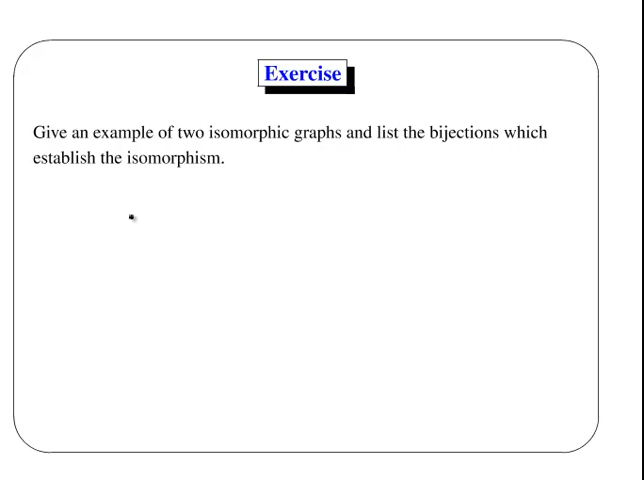 Exercise
Give an example of two isomorphic graphs and list the bijections which
establish the isomorphism.